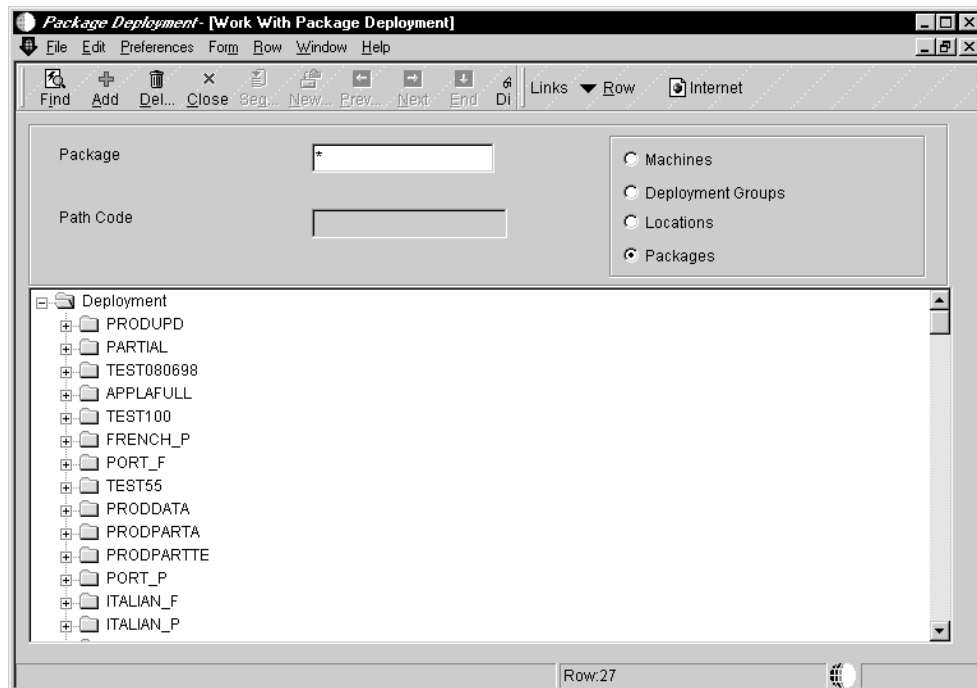 Package Deployment - [Work With Package Deployment]
File Edit Preferences Form Row Window Help
Find Add Del... Close Seq... New... Prev... Next End Di Links Row Internet
Package * Machines
Deployment Groups
Path Code Locations
Packages
Deployment
PRODUPD
PARTIAL
TEST080698
APPLAFULL
TEST100
FRENCH_P
PORT_F
TEST55
PRODDATA
PRODPARTA
PRODPARTTE
PORT_P
ITALIAN_F
ITALIAN_P
Row:27